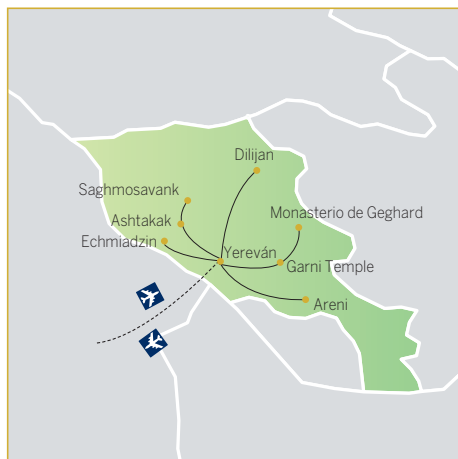 Dilijan
Saghmosavank
Monasterio de Geghard
Ashtakak
Echmiadzin
Yereván
Garni Temple
Areni